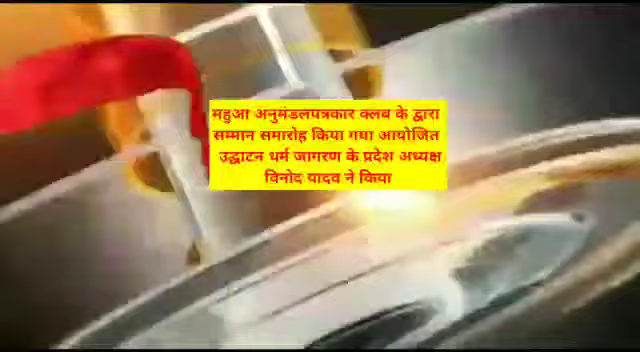 महुआ अनुमंडलपत्रकार क्लब के द्वारा
सम्मान समारोह किया गया आयोजित
उद्घाटन धर्म जागरण के प्रदेश अध्यक्ष
बिनोद यादव ने किया